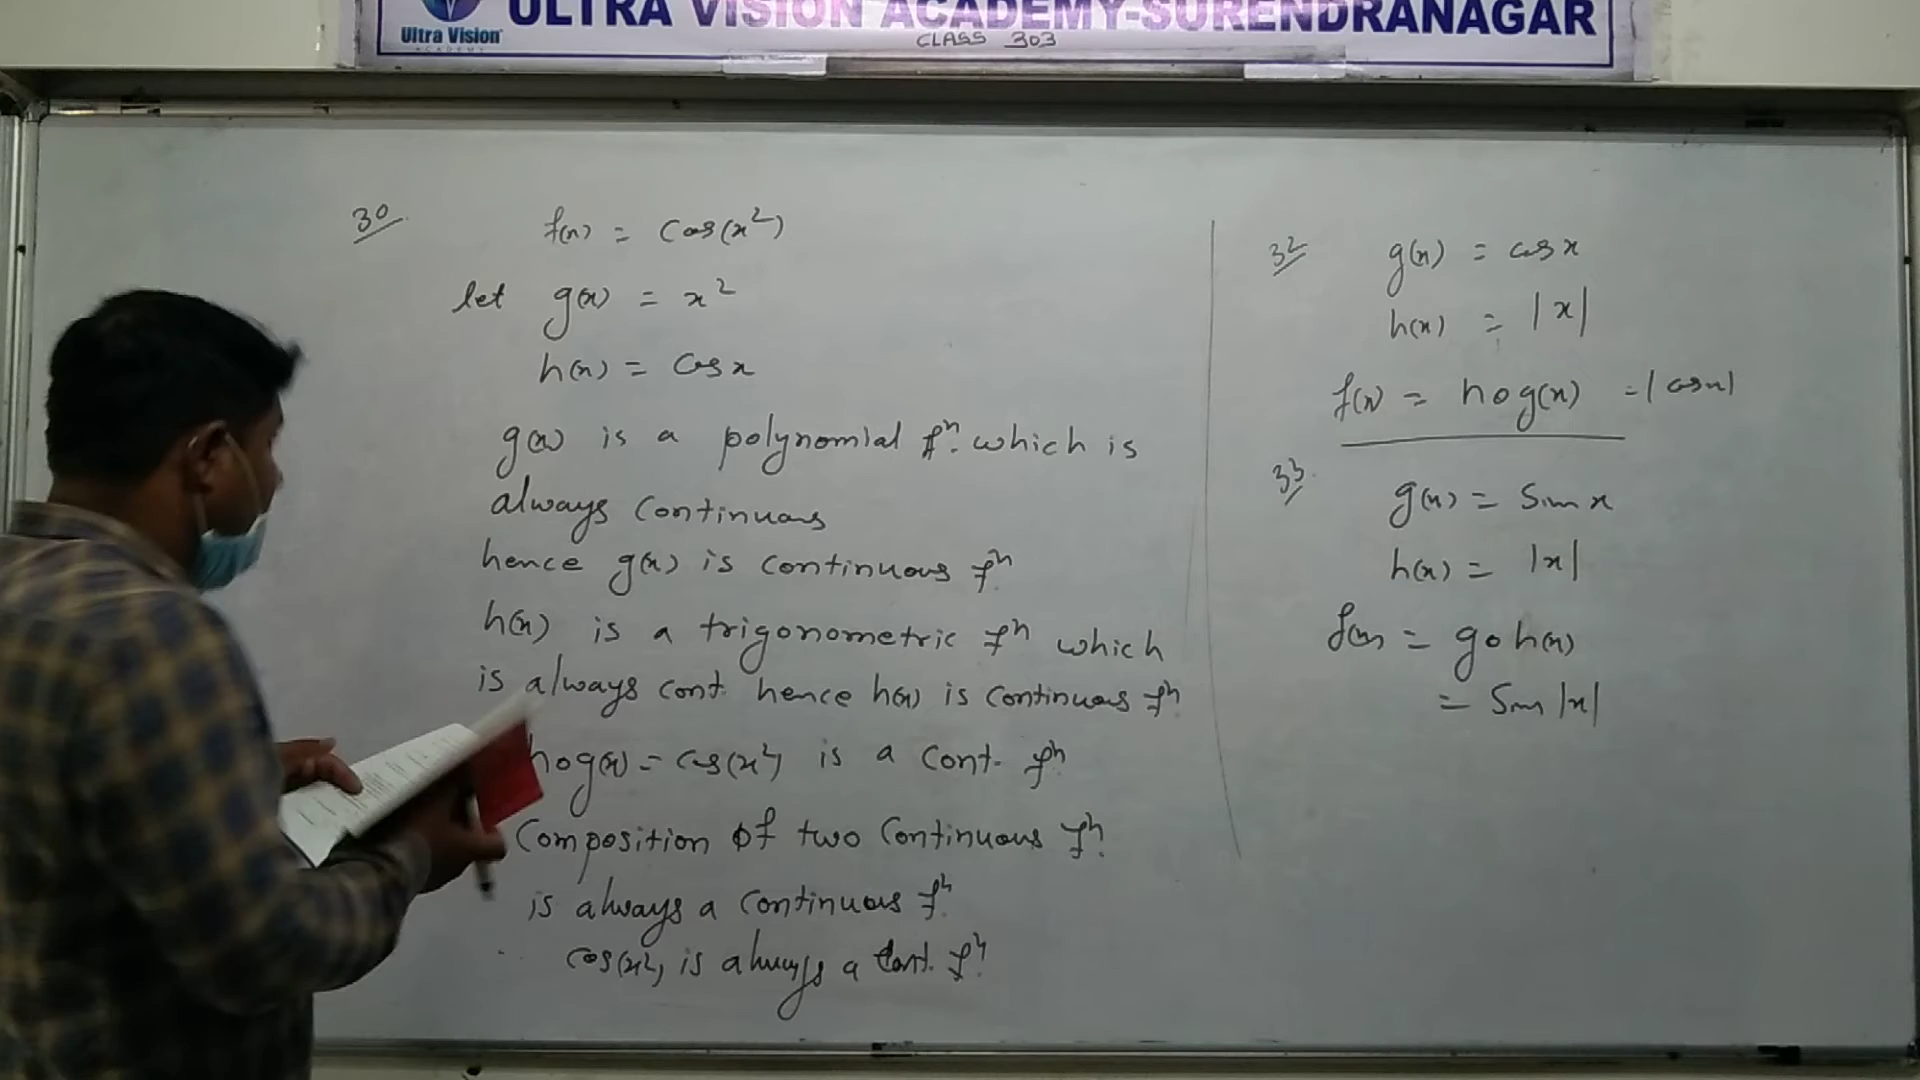 ULTRA VISION ACADEMY-SURENDRANAGAR
Ultra Vision
ACADEMY
CLASS 303
30.
f(x) = cos(x²)
let g(x) = x²
h(x) = cos x
g(x) is a polynomial fⁿ. which is
always continuous
hence g(x) is continuous fⁿ
h(x) is a trigonometric fⁿ which
is always cont. hence h(x) is continuous fⁿ.
hog(x) = cos(x²) is a cont. fⁿ
Composition of two continuous fⁿ.
is always a continuous fⁿ.
cos(x²) is always a cont. fⁿ.
32
g(x) = cos x
h(x) = |x|
f(x) = hog(x) = |cos x|
33.
g(x) = sin x
h(x) = |x|
f(x) = goh(x)
= sin |x|